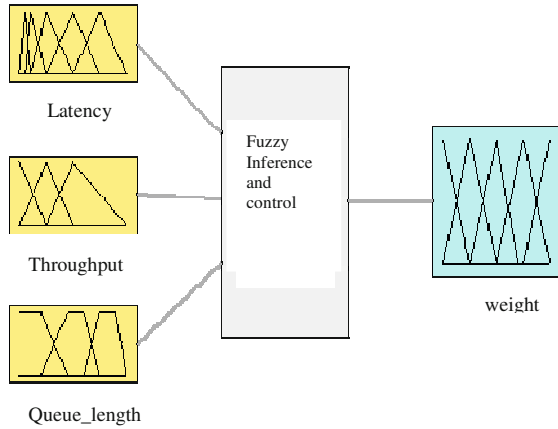 Latency
Fuzzy
Inference
and
control
Throughput
weight
Queue_length